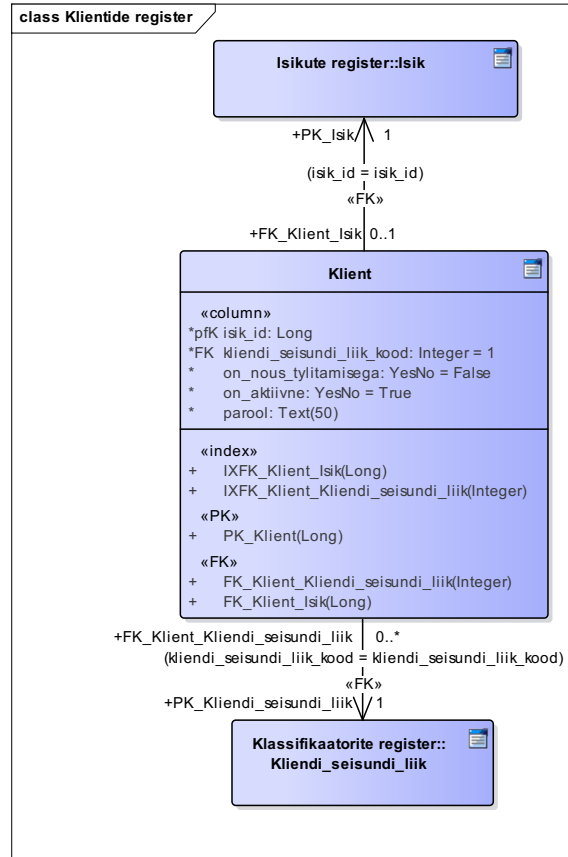 class Klientide register
Isikute register::Isik
+PK_Isik 1
(isik_id = isik_id)
«FK»
+FK_Klient_Isik 0..1
Klient
«column»
*pfK isik_id: Long
*FK kliendi_seisundi_liik_kood: Integer = 1
* on_nous_tylitamisega: YesNo = False
* on_aktiivne: YesNo = True
* parool: Text(50)
«index»
+ IXFK_Klient_Isik(Long)
+ IXFK_Klient_Kliendi_seisundi_liik(Integer)
«PK»
+ PK_Klient(Long)
«FK»
+ FK_Klient_Kliendi_seisundi_liik(Integer)
+ FK_Klient_Isik(Long)
+FK_Klient_Kliendi_seisundi_liik 0..*
(kliendi_seisundi_liik_kood = kliendi_seisundi_liik_kood)
«FK»
+PK_Kliendi_seisundi_liik 1
Klassifikaatorite register::
Kliendi_seisundi_liik